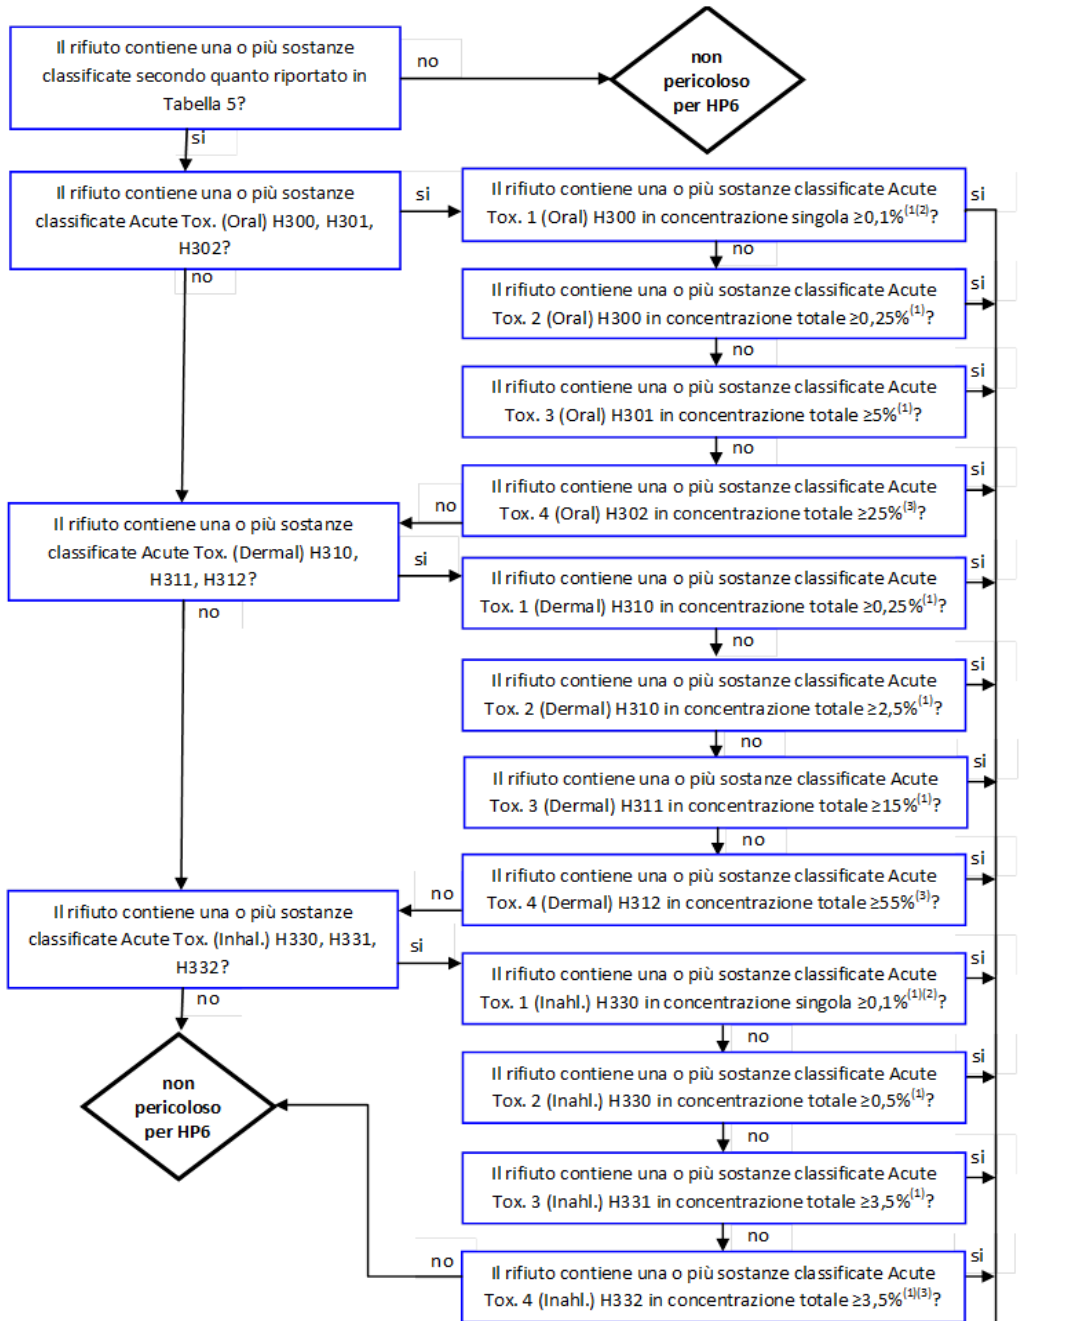 Il rifiuto contiene una o più sostanze
classificate secondo quanto riportato in
Tabella 5?
no
non
pericoloso
per HP6
si
Il rifiuto contiene una o più sostanze
classificate Acute Tox. (Oral) H300, H301,
H302?
si
no
Il rifiuto contiene una o più sostanze classificate Acute
Tox. 1 (Oral) H300 in concentrazione singola ≥0,1%(1(2)?
si
no
Il rifiuto contiene una o più sostanze classificate Acute
Tox. 2 (Oral) H300 in concentrazione totale ≥0,25%(1)?
si
no
Il rifiuto contiene una o più sostanze classificate Acute
Tox. 3 (Oral) H301 in concentrazione totale ≥5%(1)?
si
no
Il rifiuto contiene una o più sostanze classificate Acute
Tox. 4 (Oral) H302 in concentrazione totale ≥25%(3)?
si
no
Il rifiuto contiene una o più sostanze
classificate Acute Tox. (Dermal) H310,
H311, H312?
si
no
Il rifiuto contiene una o più sostanze classificate Acute
Tox. 1 (Dermal) H310 in concentrazione totale ≥0,25%(1)?
si
no
Il rifiuto contiene una o più sostanze classificate Acute
Tox. 2 (Dermal) H310 in concentrazione totale ≥2,5%(1)?
si
no
Il rifiuto contiene una o più sostanze classificate Acute
Tox. 3 (Dermal) H311 in concentrazione totale ≥15%(1)?
si
no
Il rifiuto contiene una o più sostanze classificate Acute
Tox. 4 (Dermal) H312 in concentrazione totale ≥55%(3)?
si
no
Il rifiuto contiene una o più sostanze
classificate Acute Tox. (Inhal.) H330, H331,
H332?
si
no
Il rifiuto contiene una o più sostanze classificate Acute
Tox. 1 (Inahl.) H330 in concentrazione singola ≥0,1%(1)(2)?
si
no
Il rifiuto contiene una o più sostanze classificate Acute
Tox. 2 (Inahl.) H330 in concentrazione totale ≥0,5%(1)?
si
no
Il rifiuto contiene una o più sostanze classificate Acute
Tox. 3 (Inahl.) H331 in concentrazione totale ≥3,5%(1)?
si
no
Il rifiuto contiene una o più sostanze classificate Acute
Tox. 4 (Inahl.) H332 in concentrazione totale ≥3,5%(1)(3)?
si
no
non
pericoloso
per HP6